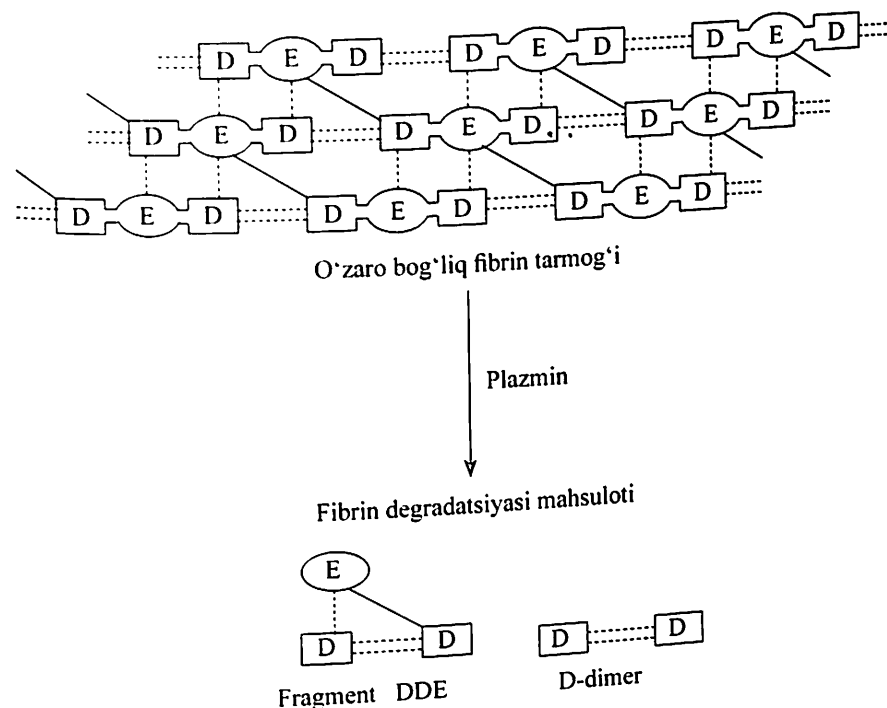 D E D D E D D E D
D E D D E D D E D
D E D D E D D E D
O‘zaro bog‘liq fibrin tarmog‘i
Plazmin
Fibrin degradatsiyasi mahsuloti
E
D D D D
Fragment DDE D-dimer